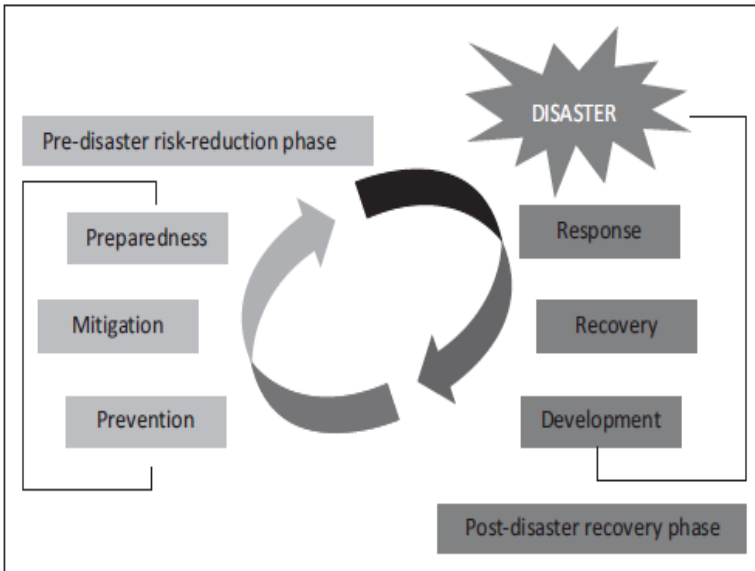 DISASTER
Pre-disaster risk-reduction phase
Preparedness
Response
Mitigation
Recovery
Prevention
Development
Post-disaster recovery phase